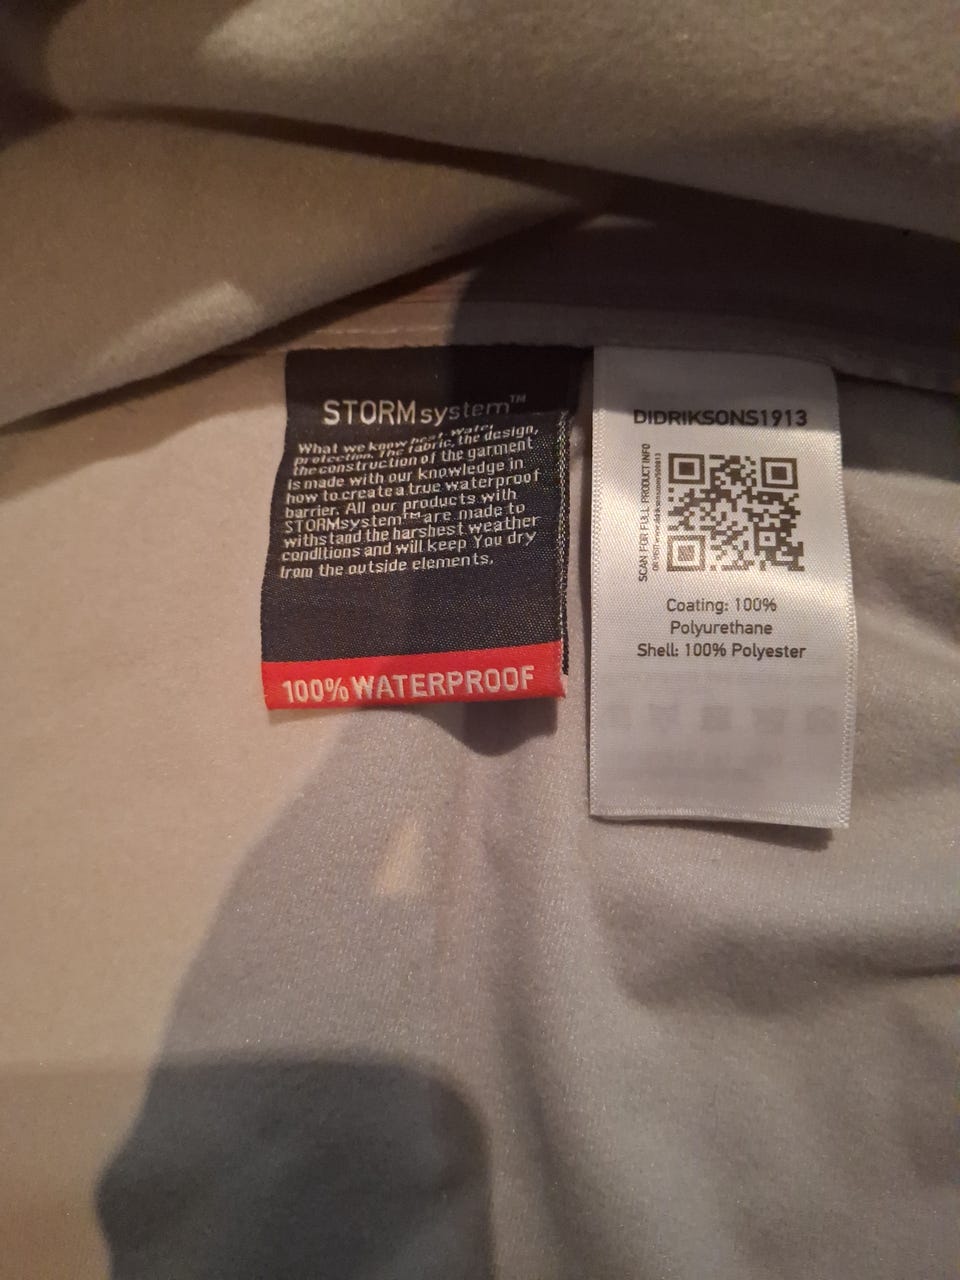 STORMsystem™
What we know best, water
protection. The fabric, the design,
the construction of the garment
is made with our knowledge in
how to create a true waterproof
barrier. All our products with
STORMsystem™ are made to
withstand the harshest weather
conditions and will keep You dry
from the outside elements.
100% WATERPROOF
DIDRIKSONS1913
SCAN FOR FULL PRODUCT INFO
OR VISIT
Coating: 100%
Polyurethane
Shell: 100% Polyester